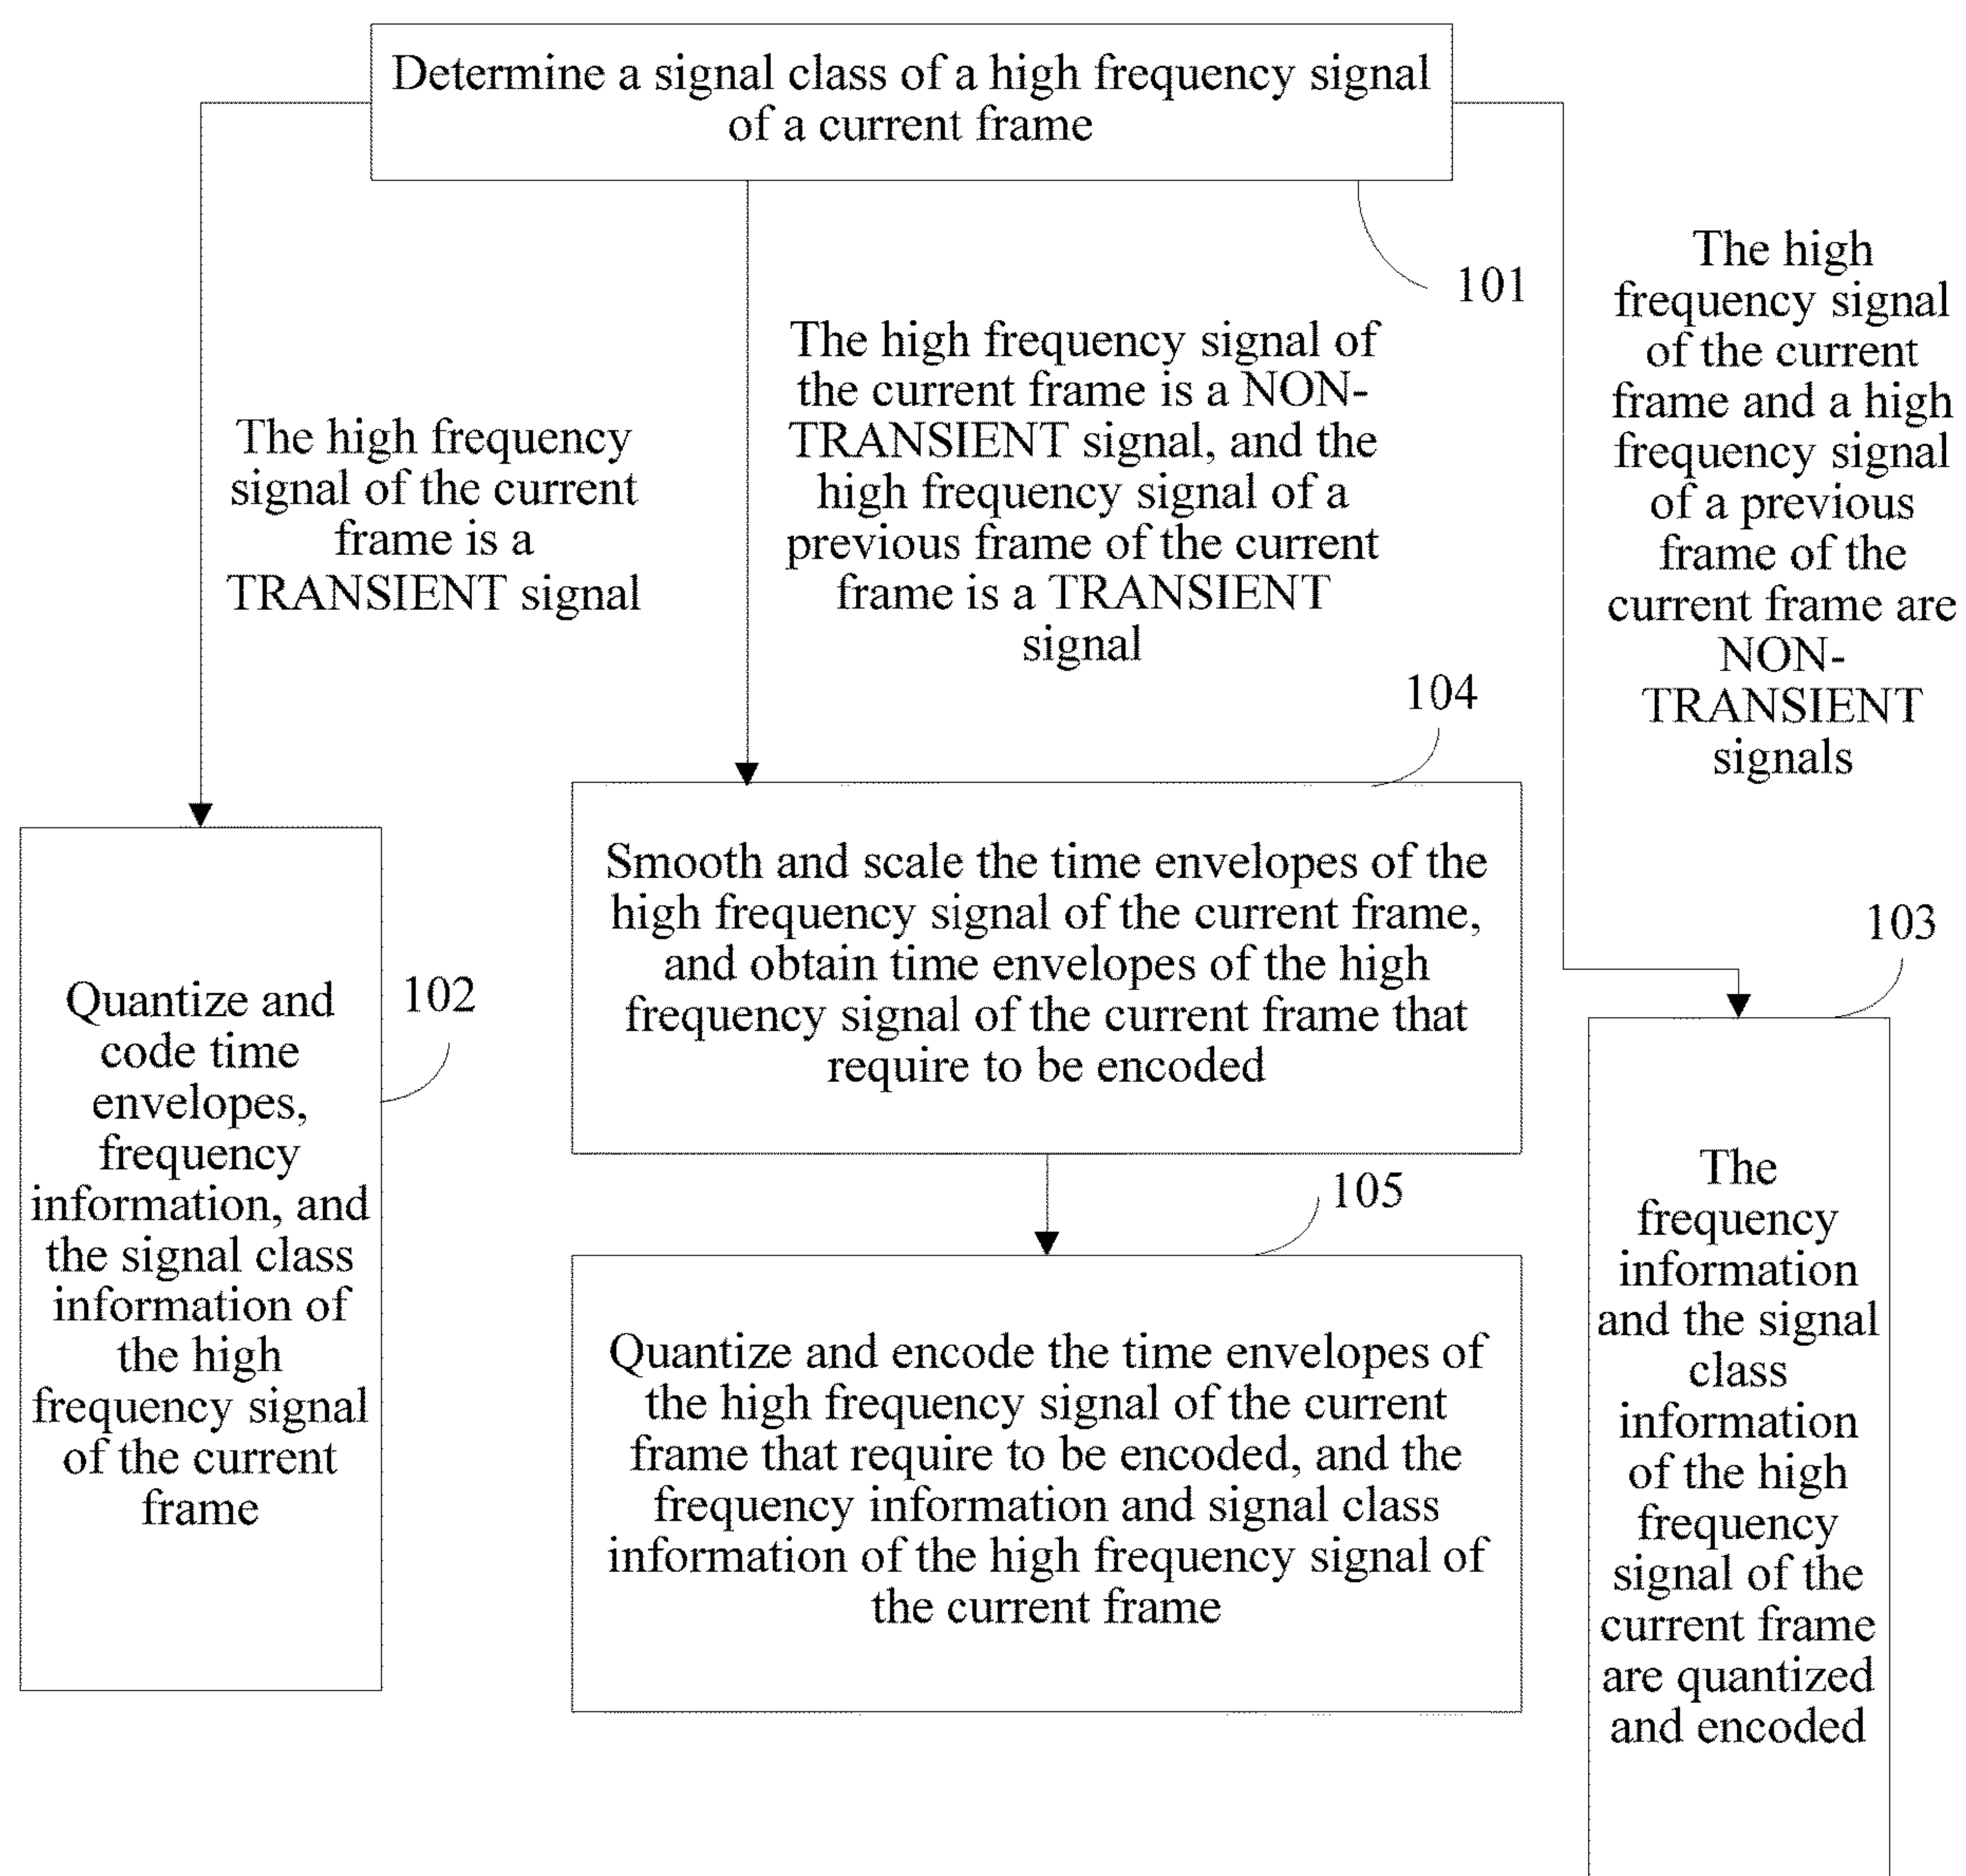 Determine a signal class of a high frequency signal
of a current frame
101
The high frequency
signal of the current
frame is a
TRANSIENT signal
The high frequency signal of
the current frame is a NON-
TRANSIENT signal, and the
high frequency signal of a
previous frame of the current
frame is a TRANSIENT
signal
The high
frequency signal
of the current
frame and a high
frequency signal
of a previous
frame of the
current frame are
NON-
TRANSIENT
signals
104
Smooth and scale the time envelopes of the
high frequency signal of the current frame,
and obtain time envelopes of the high
frequency signal of the current frame that
require to be encoded
103
102
Quantize and
code time
envelopes,
frequency
information, and
the signal class
information of
the high
frequency signal
of the current
frame
105
Quantize and encode the time envelopes of
the high frequency signal of the current
frame that require to be encoded, and the
frequency information and signal class
information of the high frequency signal of
the current frame
The
frequency
information
and the signal
class
information
of the high
frequency
signal of the
current frame
are quantized
and encoded